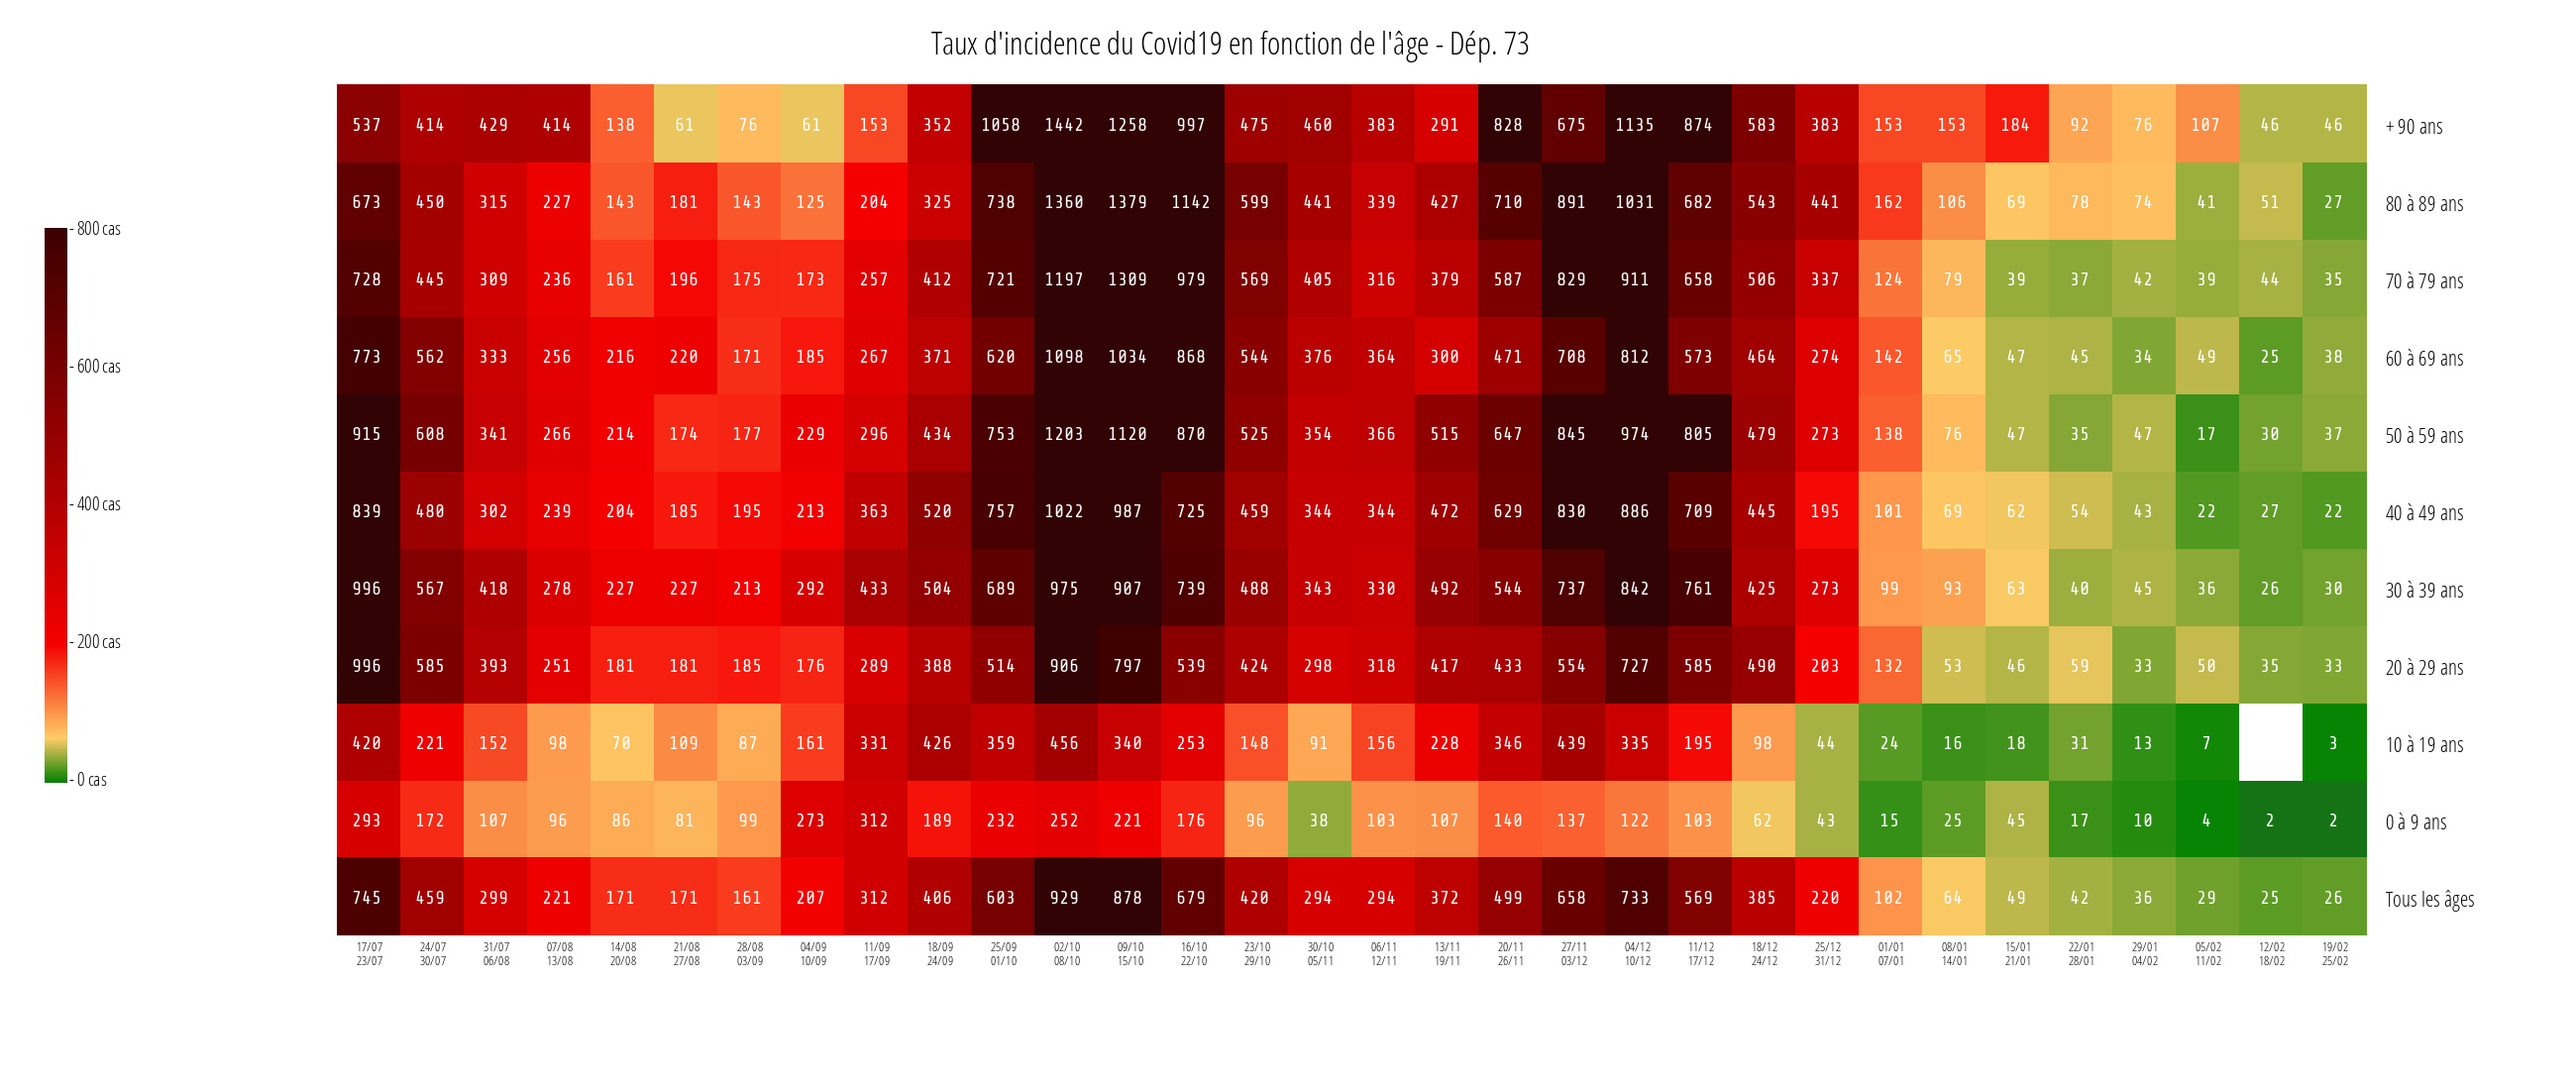 Taux d'incidence du Covid19 en fonction de l'âge - Dép. 73
- 800 cas
- 600 cas
- 400 cas
- 200 cas
- 0 cas
537 414 429 414 138 61 76 61 153 352 1058 1442 1258 997 475 460 383 291 828 675 1135 874 583 383 153 153 184 92 76 107 46 46 + 90 ans
673 450 315 227 143 181 143 125 204 325 738 1360 1379 1142 599 441 339 427 710 891 1031 682 543 441 162 106 69 78 74 41 51 27 80 à 89 ans
728 445 309 236 161 196 175 173 257 412 721 1197 1309 979 569 405 316 379 587 829 911 658 506 337 124 79 39 37 42 39 44 35 70 à 79 ans
773 562 333 256 216 220 171 185 267 371 620 1098 1034 868 544 376 364 300 471 708 812 573 464 274 142 65 47 45 34 49 25 38 60 à 69 ans
915 608 341 266 214 174 177 229 296 434 753 1203 1120 870 525 354 366 515 647 845 974 805 479 273 138 76 47 35 47 17 30 37 50 à 59 ans
839 480 302 239 204 185 195 213 363 520 757 1022 987 725 459 344 344 472 629 830 886 709 445 195 101 69 62 54 43 22 27 22 40 à 49 ans
996 567 418 278 227 227 213 292 433 504 689 975 907 739 488 343 330 492 544 737 842 761 425 273 99 93 63 40 45 36 26 30 30 à 39 ans
996 585 393 251 181 181 185 176 289 388 514 906 797 539 424 298 318 417 433 554 727 585 490 203 132 53 46 59 33 50 35 33 20 à 29 ans
420 221 152 98 70 109 87 161 331 426 359 456 340 253 148 91 156 228 346 439 335 195 98 44 24 16 18 31 13 7 3 10 à 19 ans
293 172 107 96 86 81 99 273 312 189 232 252 221 176 96 38 103 107 140 137 122 103 62 43 15 25 45 17 10 4 2 2 0 à 9 ans
745 459 299 221 171 171 161 207 312 406 603 929 878 679 420 294 294 372 499 658 733 569 385 220 102 64 49 42 36 29 25 26 Tous les âges
17/07 24/07 31/07 07/08 14/08 21/08 28/08 04/09 11/09 18/09 25/09 02/10 09/10 16/10 23/10 30/10 06/11 13/11 20/11 27/11 04/12 11/12 18/12 25/12 01/01 08/01 15/01 22/01 29/01 05/02 12/02 19/02
23/07 30/07 06/08 13/08 20/08 27/08 03/09 10/09 17/09 24/09 01/10 08/10 15/10 22/10 29/10 05/11 12/11 19/11 26/11 03/12 10/12 17/12 24/12 31/12 07/01 14/01 21/01 28/01 04/02 11/02 18/02 25/02